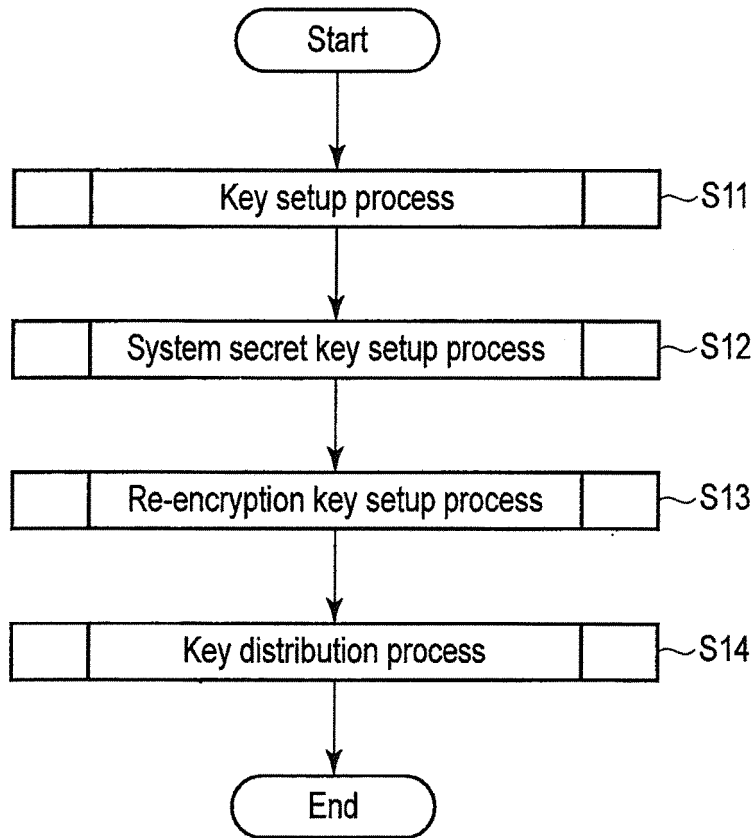 Start
Key setup process
S11
System secret key setup process
S12
Re-encryption key setup process
S13
Key distribution process
S14
End